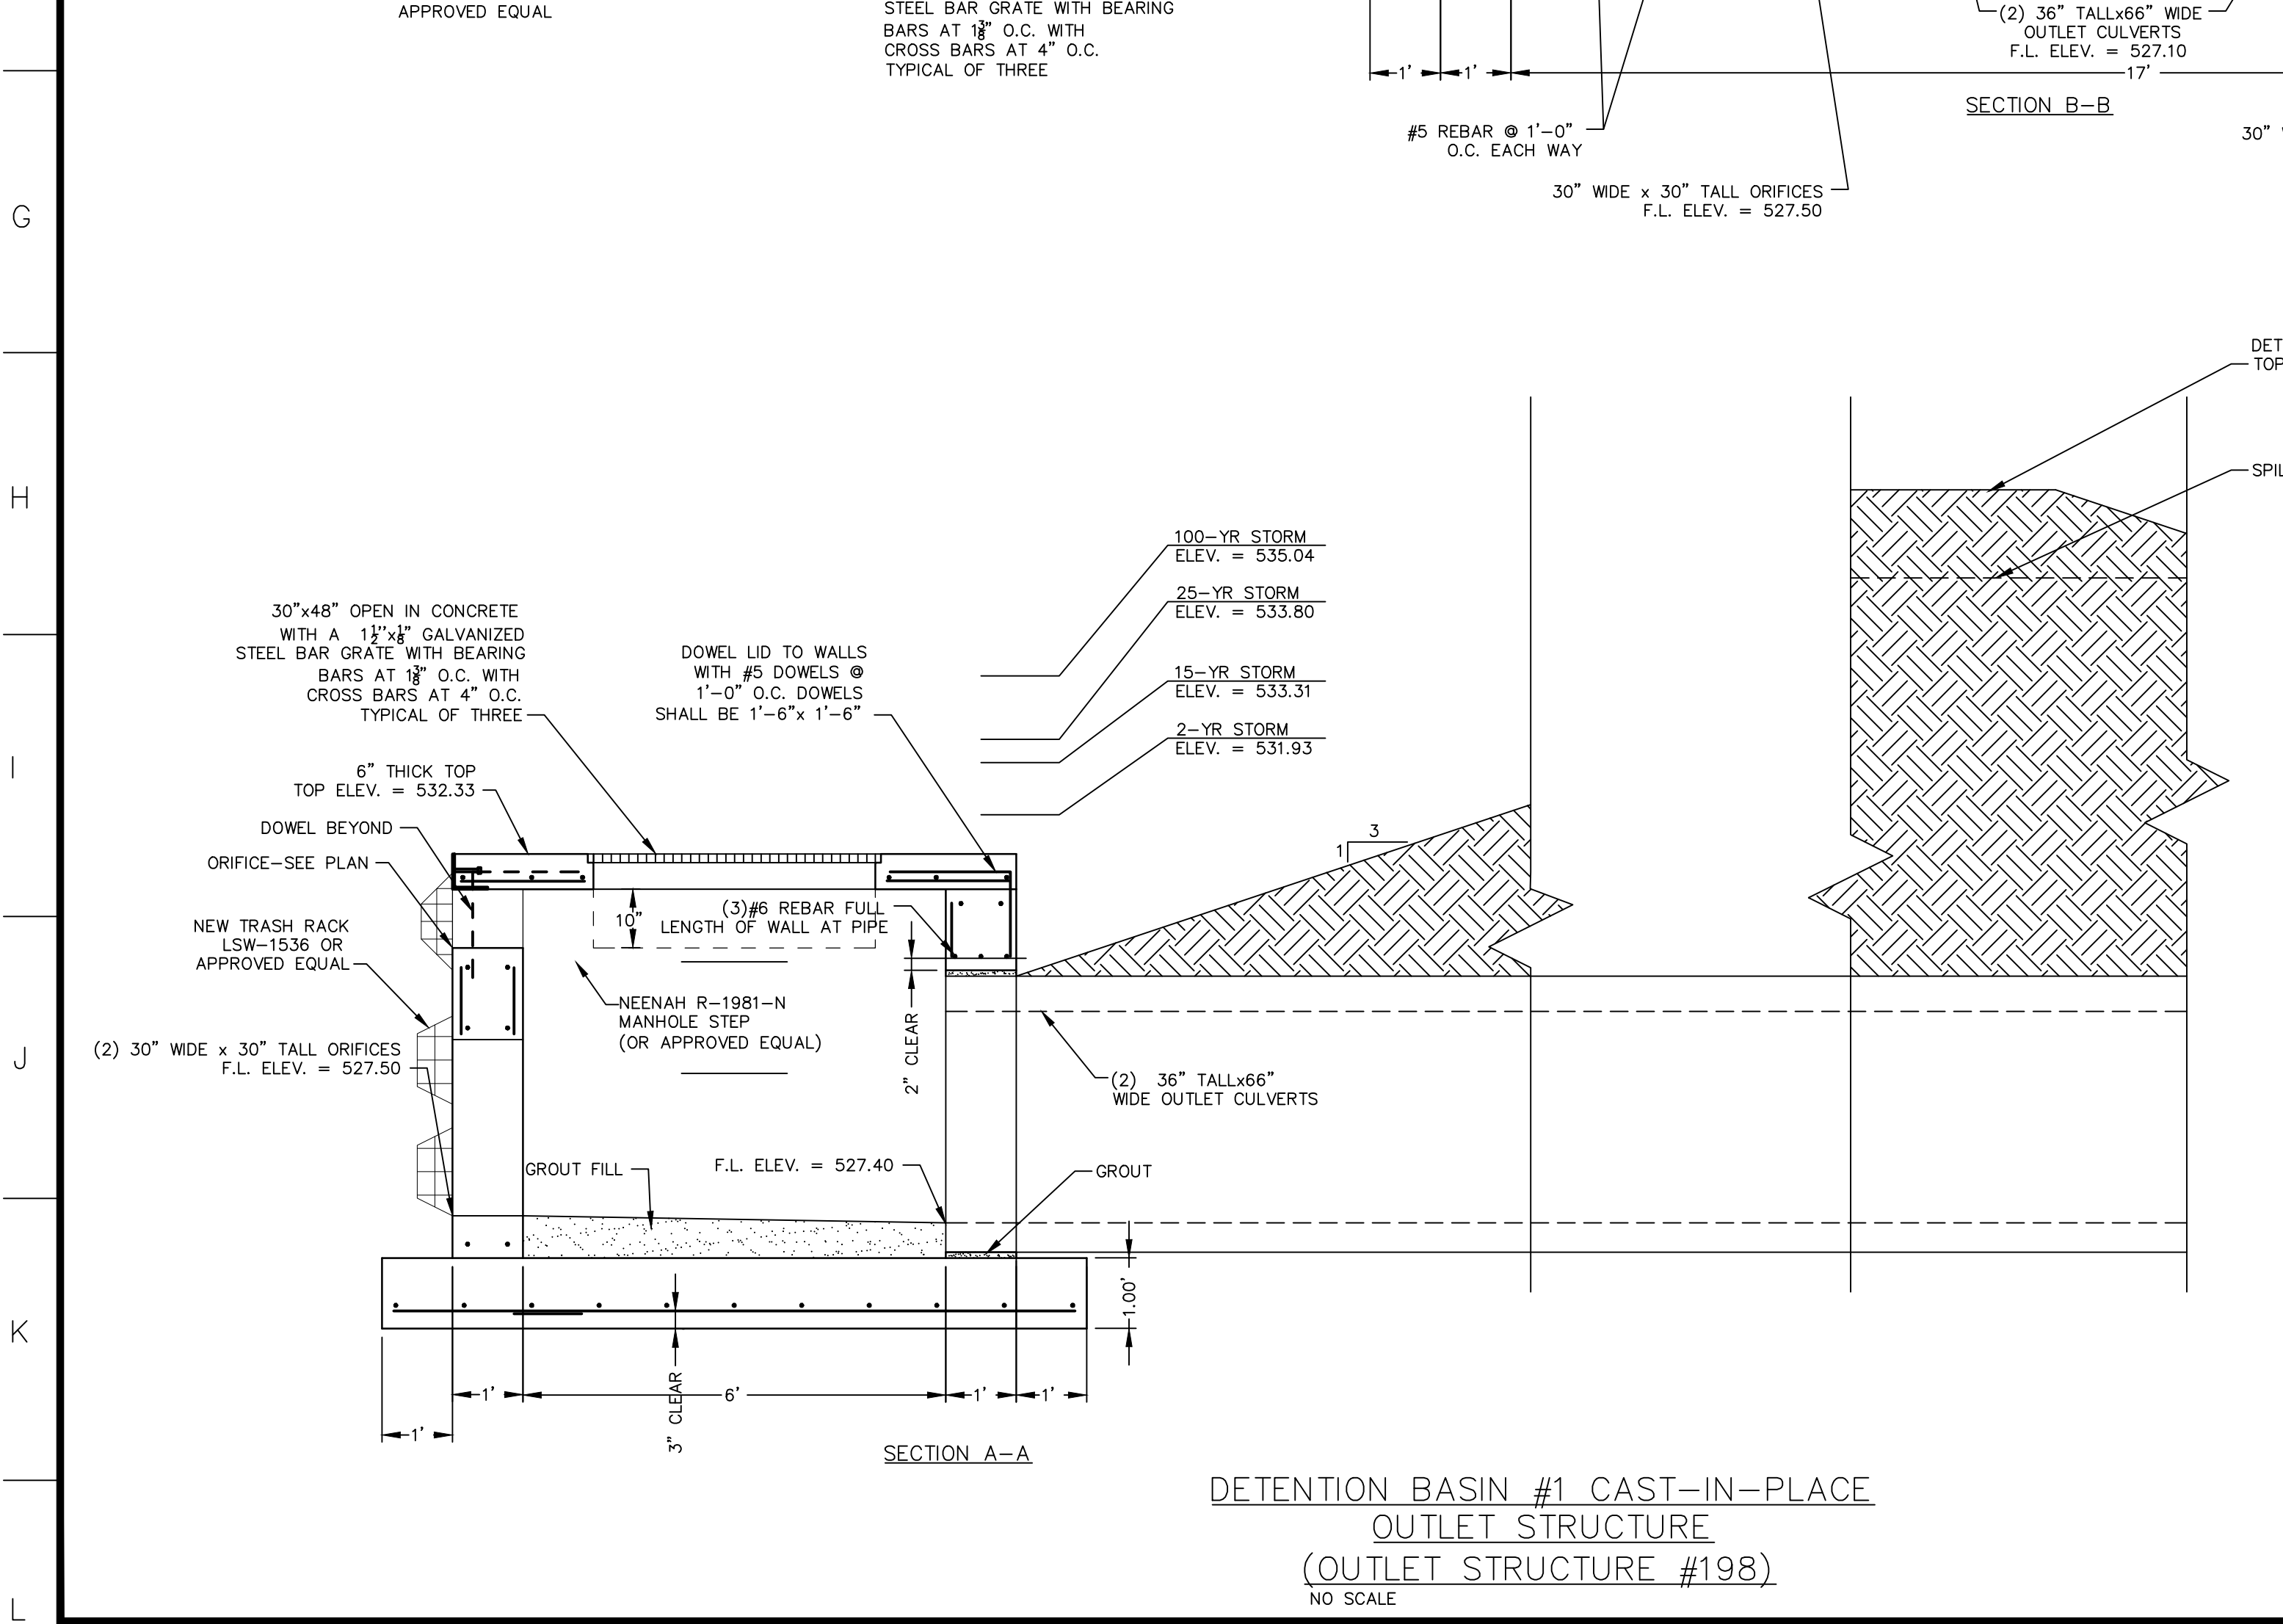 APPROVED EQUAL
STEEL BAR GRATE WITH BEARING
BARS AT 1 3/8" O.C. WITH
CROSS BARS AT 4" O.C.
TYPICAL OF THREE
1'
1'
17'
(2) 36" TALLx66" WIDE
OUTLET CULVERTS
F.L. ELEV. = 527.10
SECTION B-B
#5 REBAR @ 1'-0"
O.C. EACH WAY
30" WIDE x 30" TALL ORIFICES
F.L. ELEV. = 527.50
30"
G
H
I
J
K
L
DET
TOP
SPIL
100-YR STORM
ELEV. = 535.04
25-YR STORM
ELEV. = 533.80
15-YR STORM
ELEV. = 533.31
2-YR STORM
ELEV. = 531.93
30"x48" OPEN IN CONCRETE
WITH A 1 1/2"x1/8" GALVANIZED
STEEL BAR GRATE WITH BEARING
BARS AT 1 3/8" O.C. WITH
CROSS BARS AT 4" O.C.
TYPICAL OF THREE
DOWEL LID TO WALLS
WITH #5 DOWELS @
1'-0" O.C. DOWELS
SHALL BE 1'-6"x 1'-6"
6" THICK TOP
TOP ELEV. = 532.33
DOWEL BEYOND
ORIFICE-SEE PLAN
NEW TRASH RACK
LSW-1536 OR
APPROVED EQUAL
(2) 30" WIDE x 30" TALL ORIFICES
F.L. ELEV. = 527.50
10"
(3)#6 REBAR FULL
LENGTH OF WALL AT PIPE
NEENAH R-1981-N
MANHOLE STEP
(OR APPROVED EQUAL)
2" CLEAR
3
1
(2) 36" TALLx66"
WIDE OUTLET CULVERTS
GROUT FILL
F.L. ELEV. = 527.40
GROUT
1.00'
1'
6'
1'
1'
1'
3" CLEAR
SECTION A-A
DETENTION BASIN #1 CAST-IN-PLACE
OUTLET STRUCTURE
(OUTLET STRUCTURE #198)
NO SCALE